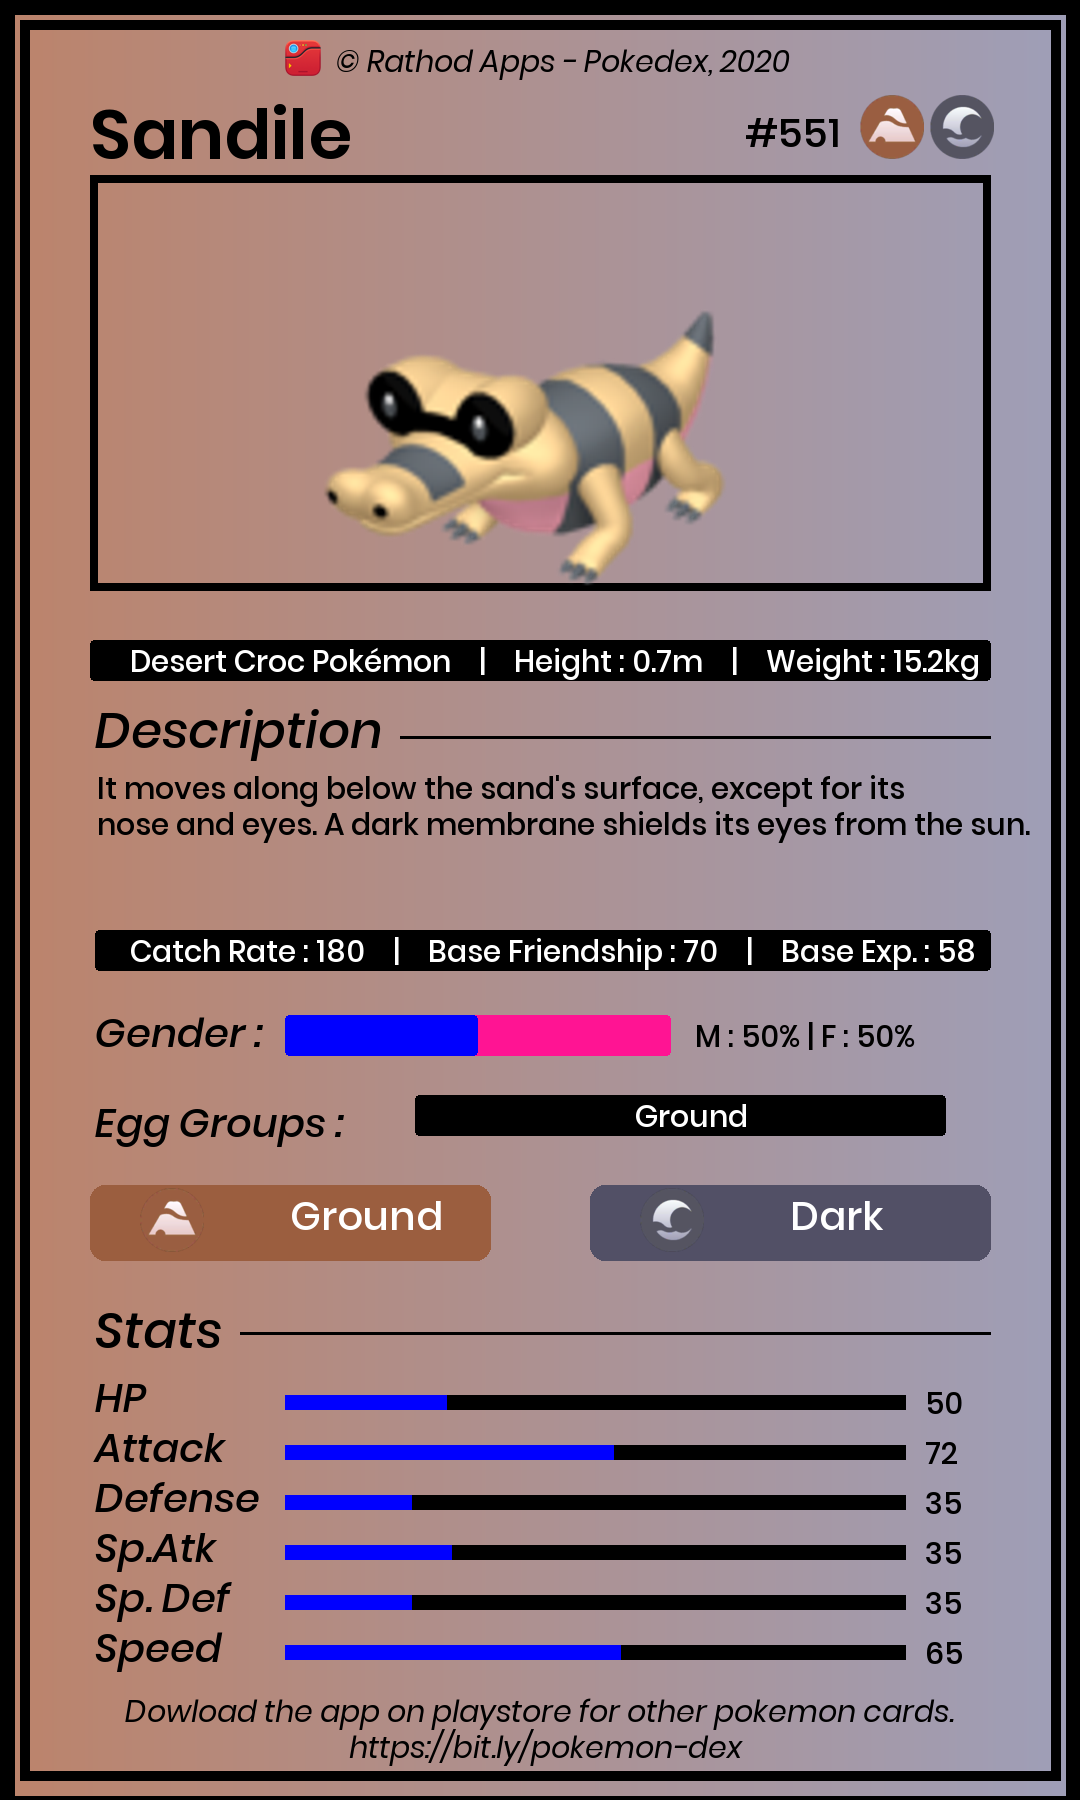 © Rathod Apps - Pokedex, 2020
Sandile #551
Desert Croc Pokémon | Height : 0.7m | Weight : 15.2kg
Description
It moves along below the sand's surface, except for its
nose and eyes. A dark membrane shields its eyes from the sun.
Catch Rate : 180 | Base Friendship : 70 | Base Exp. : 58
Gender : M : 50% | F : 50%
Egg Groups : Ground
Ground Dark
Stats
HP 50
Attack 72
Defense 35
Sp.Atk 35
Sp. Def 35
Speed 65
Dowload the app on playstore for other pokemon cards.
https://bit.ly/pokemon-dex